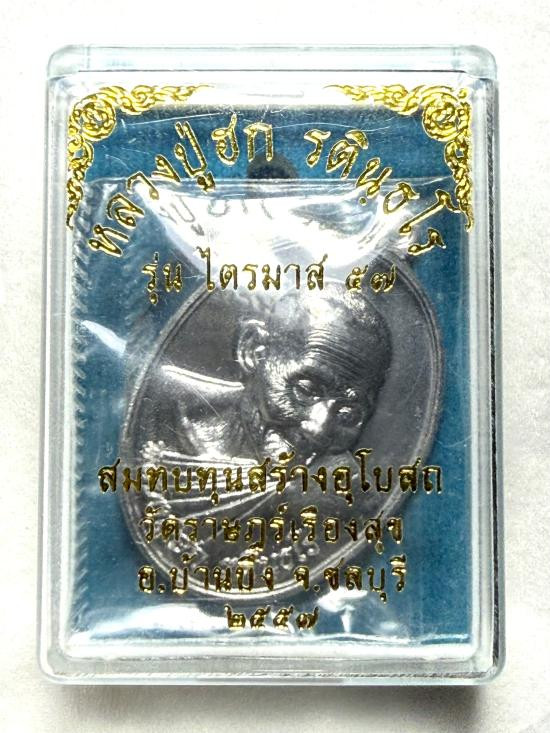 หลวงปู่ฮก รตินฺธโร
รุ่น ไตรมาส ๕๗
สมทบทุนสร้างอุโบสถ
วัดราษฎร์เรืองสุข
อ.บ้านบึง จ.ชลบุรี
๒๕๕๗